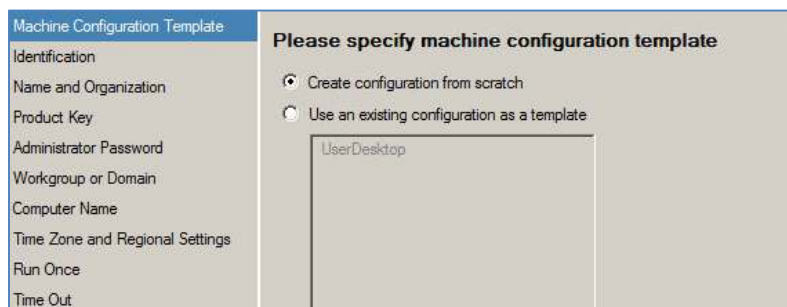 Machine Configuration Template
Identification
Name and Organization
Product Key
Administrator Password
Workgroup or Domain
Computer Name
Time Zone and Regional Settings
Run Once
Time Out
Please specify machine configuration template
Create configuration from scratch
Use an existing configuration as a template
UserDesktop